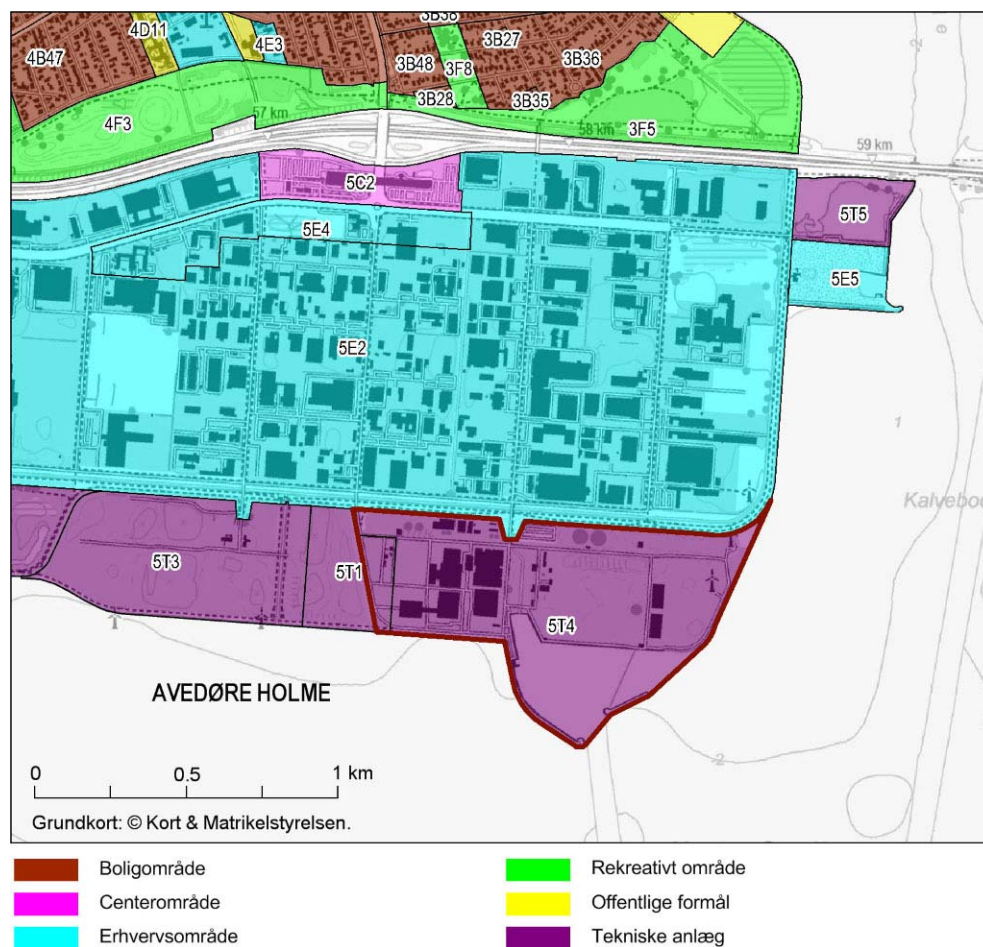 3B38
4D11
3B27
4E3
4B47
3B48
3F8
3B36
3B28
3B35
57 km
4F3
58 km
3F5
59 km
5C2
5T5
5E4
5E5
5E2
1
5T3
5T1
5T4
AVEDØRE HOLME
2
0 0.5 1 km
Grundkort: © Kort & Matrikelstyrelsen.
Boligområde
Centerområde
Erhvervsområde
Rekreativt område
Offentlige formål
Tekniske anlæg